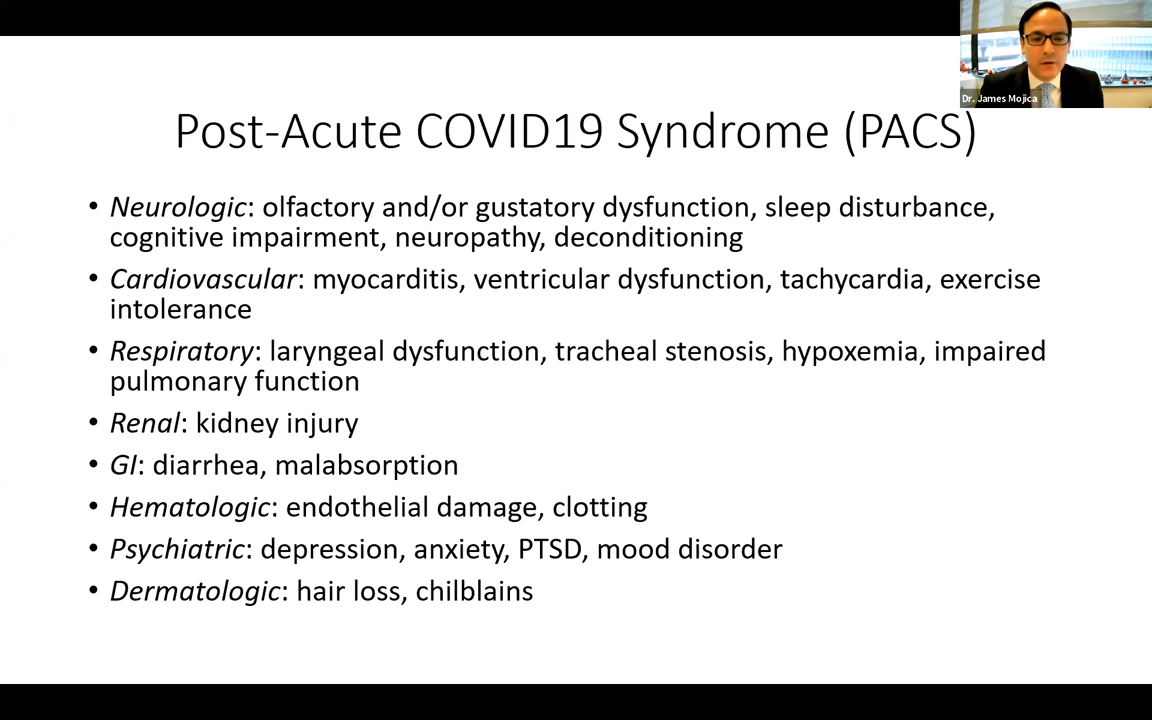 Dr. James Mojica
Post-Acute COVID19 Syndrome (PACS)
• Neurologic: olfactory and/or gustatory dysfunction, sleep disturbance,
cognitive impairment, neuropathy, deconditioning
• Cardiovascular: myocarditis, ventricular dysfunction, tachycardia, exercise
intolerance
• Respiratory: laryngeal dysfunction, tracheal stenosis, hypoxemia, impaired
pulmonary function
• Renal: kidney injury
• GI: diarrhea, malabsorption
• Hematologic: endothelial damage, clotting
• Psychiatric: depression, anxiety, PTSD, mood disorder
• Dermatologic: hair loss, chilblains